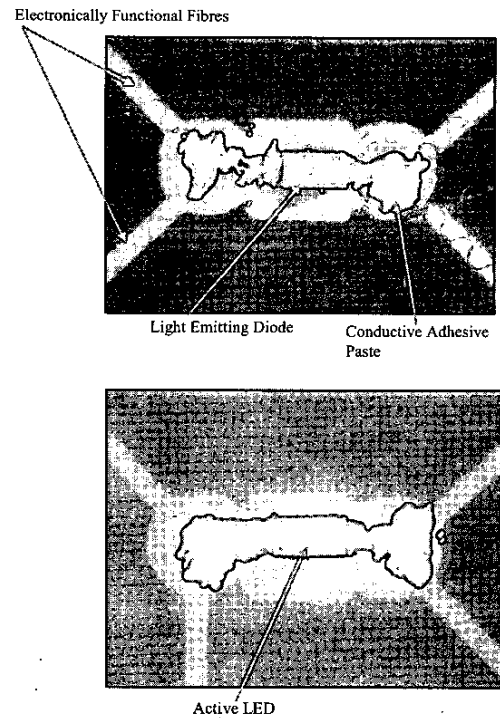 Electronically Functional Fibres
Light Emitting Diode
Conductive Adhesive
Paste
Active LED